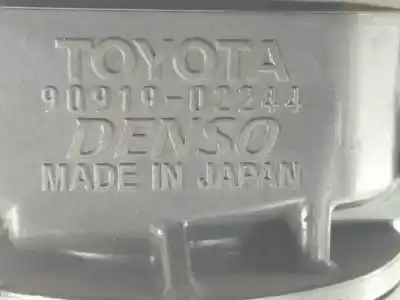 TOYOTA
90919-02244
DENSO
MADE IN JAPAN